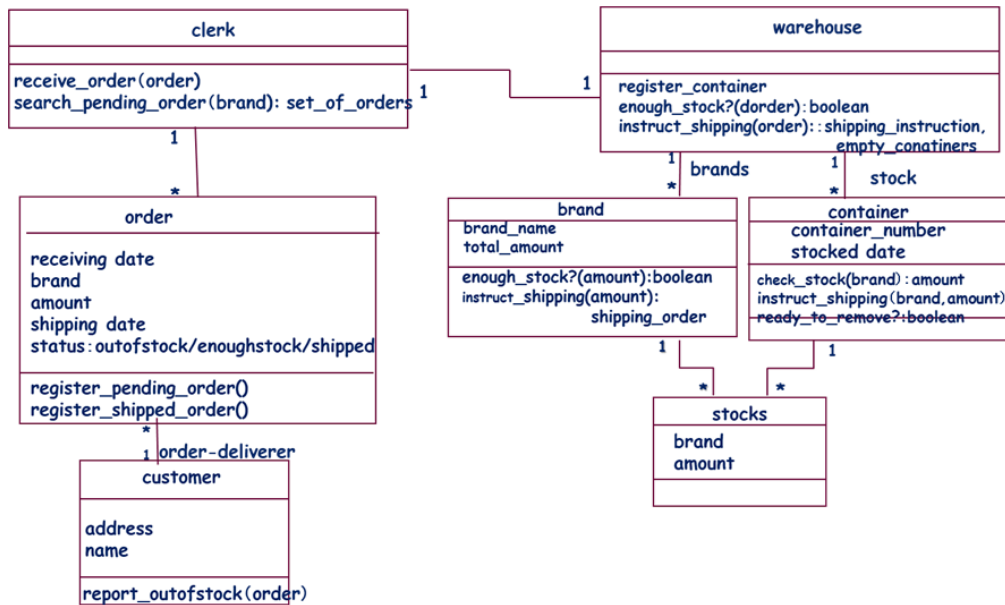 clerk
receive_order(order)
search_pending_order(brand): set_of_orders
1
1
warehouse
register_container
enough_stock?(dorder):boolean
instruct_shipping(order)::shipping_instruction,
empty_conatiners
1
*
1
brands
*
1
stock
*
order
receiving date
brand
amount
shipping date
status:outofstock/enoughstock/shipped
register_pending_order()
register_shipped_order()
brand
brand_name
total_amount
enough_stock?(amount):boolean
instruct_shipping(amount):
shipping_order
container
container_number
stocked date
check_stock(brand):amount
instruct_shipping(brand,amount)
ready_to_remove?:boolean
1
*
1
*
stocks
brand
amount
*
1 order-deliverer
customer
address
name
report_outofstock(order)